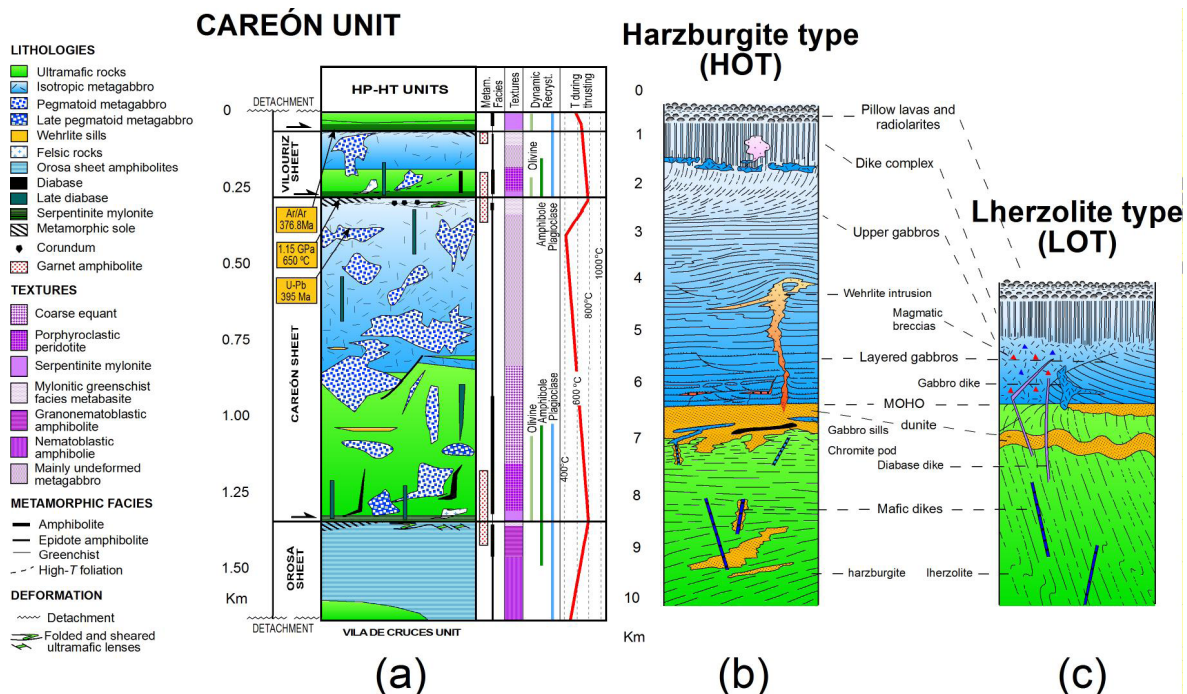 CAREÓN UNIT
LITHOLOGIES
Ultramafic rocks
Isotropic metagabbro
Pegmatoid metagabbro
Late pegmatoid metagabbro
Wehrlite sills
Felsic rocks
Orosa sheet amphibolites
Diabase
Late diabase
Serpentinite mylonite
Metamorphic sole
Corundum
Garnet amphibolite
TEXTURES
Coarse equant
Porphyroclastic
peridotite
Serpentinite mylonite
Mylonitic greenschist
facies metabasite
Granonematoblastic
amphibolite
Nematoblastic
amphibolie
Mainly undeformed
metagabbro
METAMORPHIC FACIES
Amphibolite
Epidote amphibolite
Greenchist
High-T foliation
DEFORMATION
Detachment
Folded and sheared
ultramafic lenses
HP-HT UNITS
Metam.
Facies
Textures
Dynamic
Recryst.
T during
thrusting
DETACHMENT
0
0.25
0.50
0.75
1.00
1.25
1.50
Km
VILOURIZ
SHEET
CAREÓN SHEET
OROSA
SHEET
Ar/Ar
376.8Ma
1.15 GPa
650 ºC
U-Pb
395 Ma
Olivine
Amphibole
Plagioclase
Olivine
Amphibole
Plagioclase
400°C
600°C
800°C
1000°C
DETACHMENT
VILA DE CRUCES UNIT
(a)
Harzburgite type
(HOT)
0
1
2
3
4
5
6
7
8
9
10
Km
Pillow lavas and
radiolarites
Dike complex
Upper gabbros
Wehrlite intrusion
Magmatic
breccias
Layered gabbros
Gabbro dike
MOHO
dunite
Gabbro sills
Chromite pod
Diabase dike
Mafic dikes
harzburgite
lherzolite
(b)
Lherzolite type
(LOT)
(c)